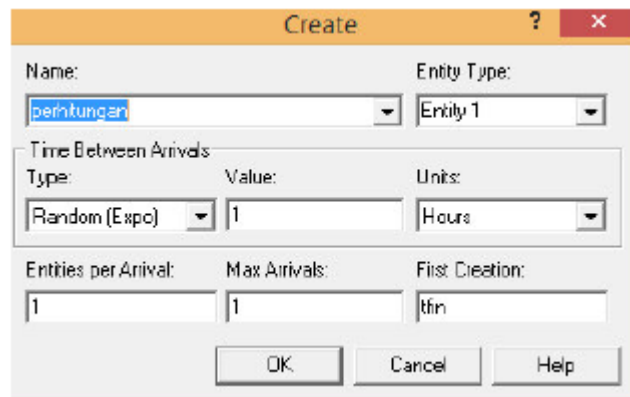 Create ? ×
Name: Entity Type:
perhitungan Entity 1
Time Between Arrivals
Type: Value: Units:
Random (Expo) 1 Hours
Entities per Arrival: Max Arrivals: First Creation:
1 1 tfin
OK Cancel Help